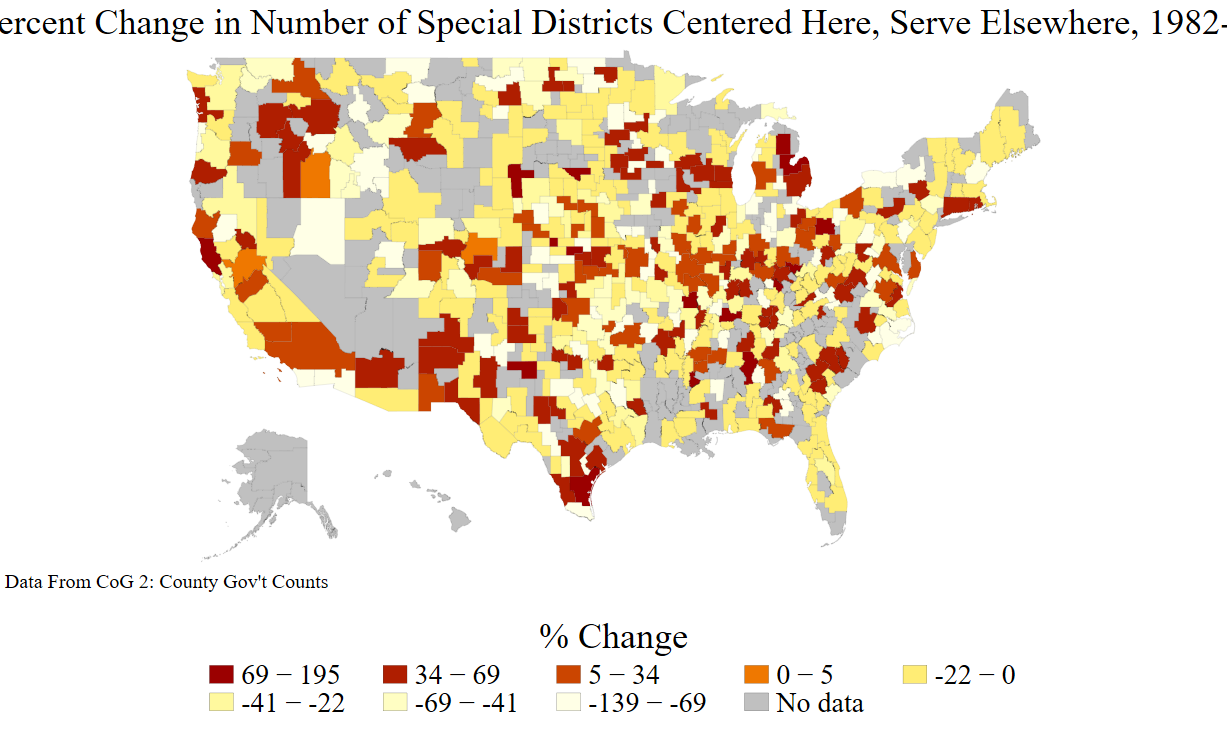 ercent Change in Number of Special Districts Centered Here, Serve Elsewhere, 1982-
Data From CoG 2: County Gov't Counts
% Change
69 − 195 34 − 69 5 − 34 0 − 5 -22 − 0
-41 − -22 -69 − -41 -139 − -69 No data